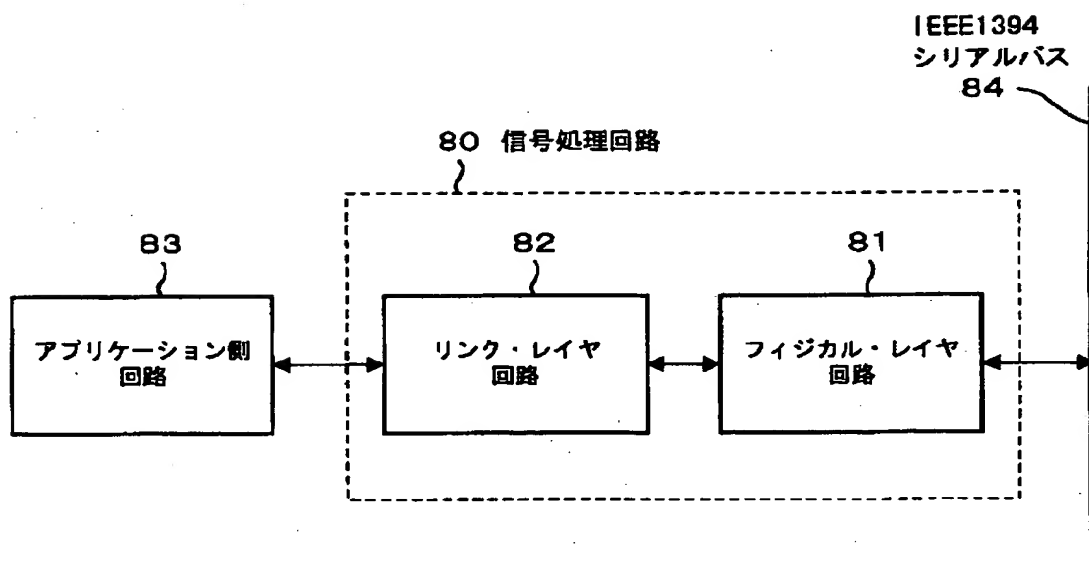 IEEE1394
シリアルバス
84
80 信号処理回路
83
82
81
アプリケーション側
回路
リンク・レイヤ
回路
フィジカル・レイヤ
回路